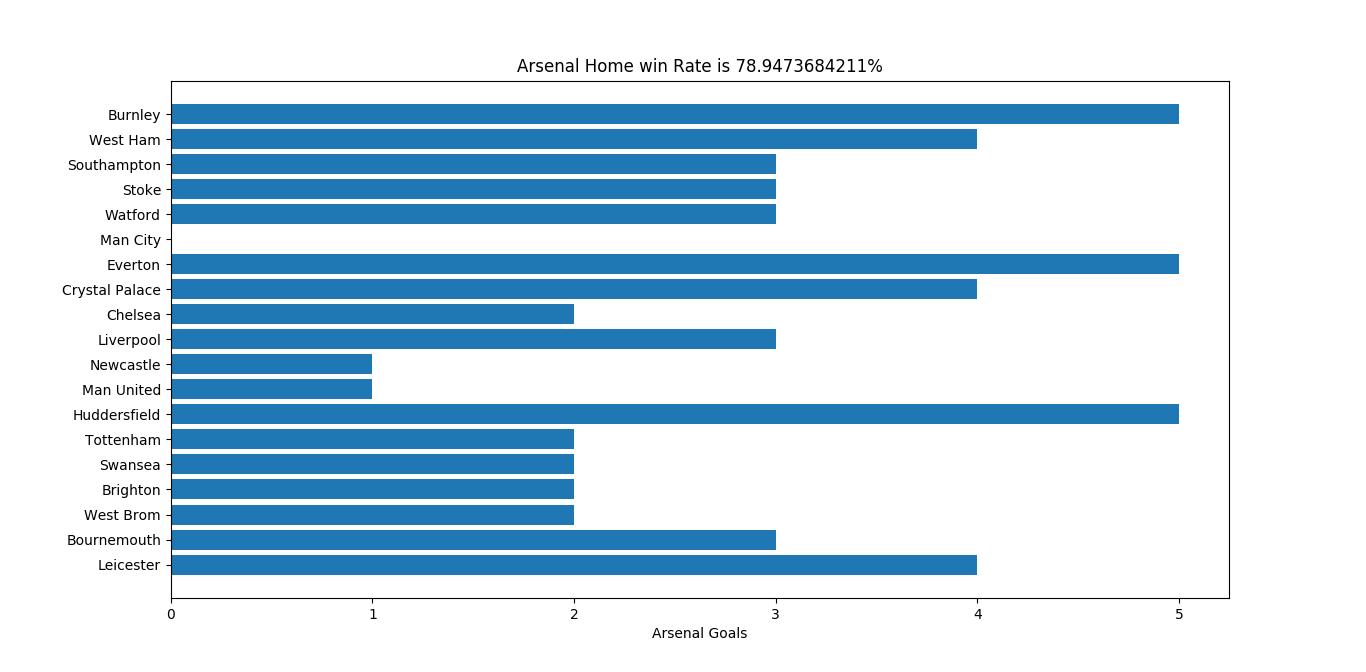 Arsenal Home win Rate is 78.9473684211%
Burnley
West Ham
Southampton
Stoke
Watford
Man City
Everton
Crystal Palace
Chelsea
Liverpool
Newcastle
Man United
Huddersfield
Tottenham
Swansea
Brighton
West Brom
Bournemouth
Leicester
0 1 2 3 4 5
Arsenal Goals